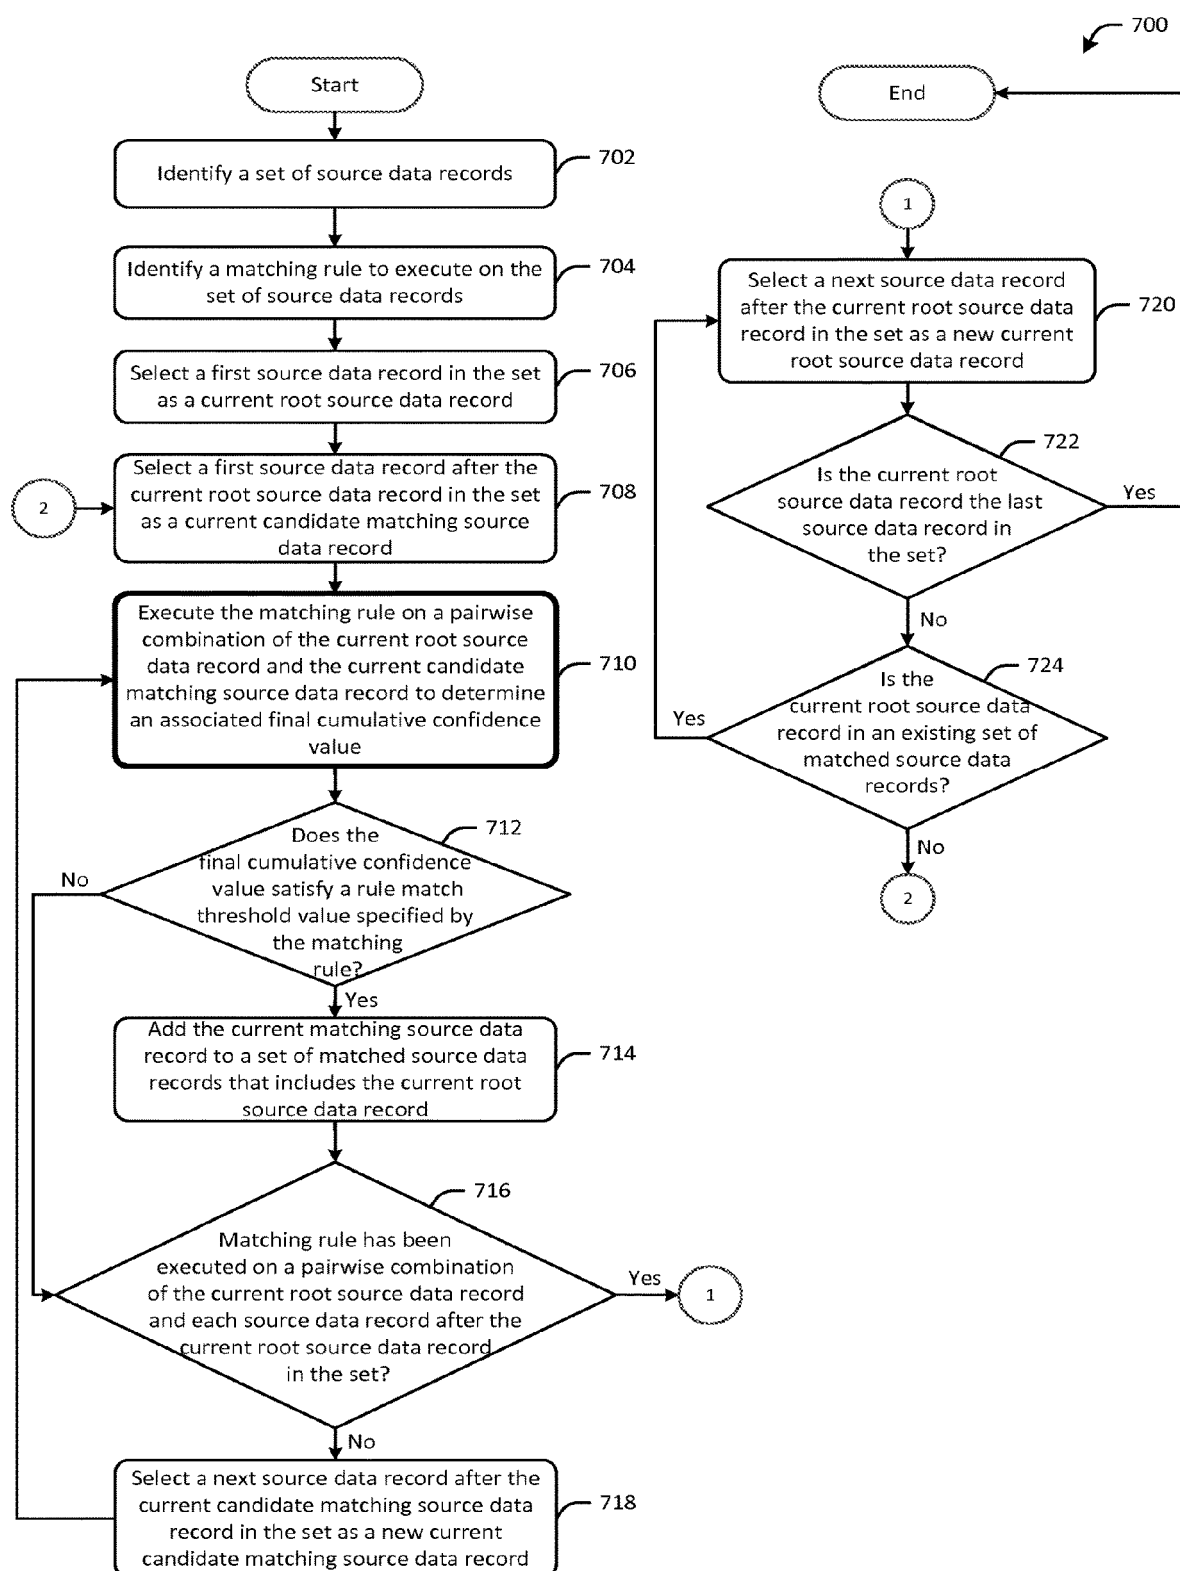 700
Start
Identify a set of source data records
702
Identify a matching rule to execute on the
set of source data records
704
Select a first source data record in the set
as a current root source data record
706
2
Select a first source data record after the
current root source data record in the set
as a current candidate matching source
data record
708
Execute the matching rule on a pairwise
combination of the current root source
data record and the current candidate
matching source data record to determine
an associated final cumulative confidence
value
710
Does the
final cumulative confidence
value satisfy a rule match
threshold value specified by
the matching
rule?
712
No
Yes
Add the current matching source data
record to a set of matched source data
records that includes the current root
source data record
714
Matching rule has been
executed on a pairwise combination
of the current root source data record
and each source data record after the
current root source data record
in the set?
716
Yes
1
No
Select a next source data record after the
current candidate matching source data
record in the set as a new current
candidate matching source data record
718
End
1
Select a next source data record
after the current root source data
record in the set as a new current
root source data record
720
Is the current root
source data record the last
source data record in
the set?
722
Yes
No
Is the
current root source data
record in an existing set of
matched source data
records?
724
Yes
No
2